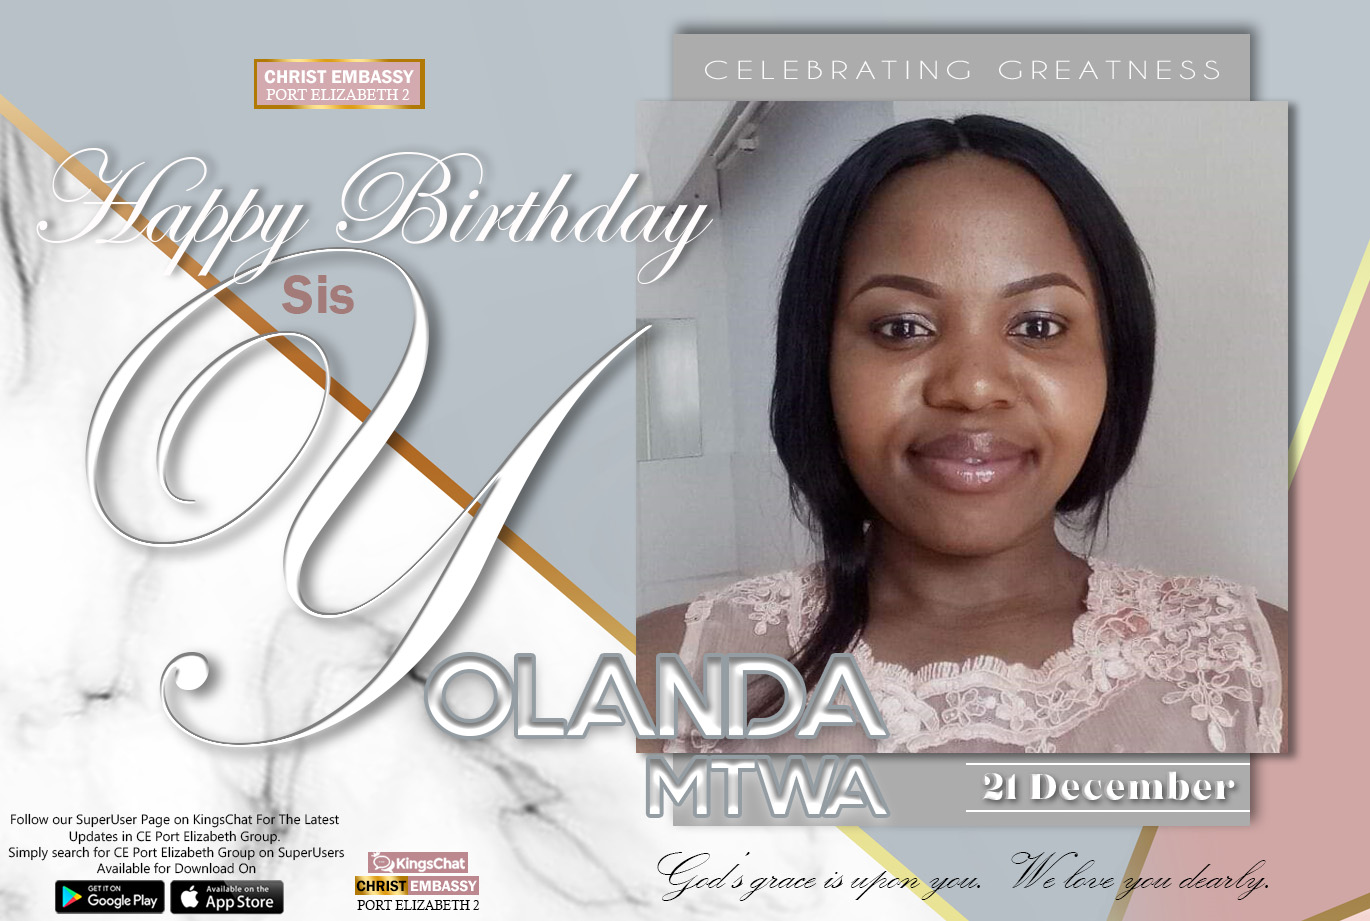 CHRIST EMBASSY
PORT ELIZABETH 2
CELEBRATING GREATNESS
Happy Birthday
Sis
YOLANDA
MTWA
21 December
God's grace is upon you. We love you dearly.
Follow our SuperUser Page on KingsChat For The Latest
Updates in CE Port Elizabeth Group.
Simply search for CE Port Elizabeth Group on SuperUsers
Available for Download On
GET IT ON
Google Play
Available on the
App Store
KingsChat
CHRIST EMBASSY
PORT ELIZABETH 2